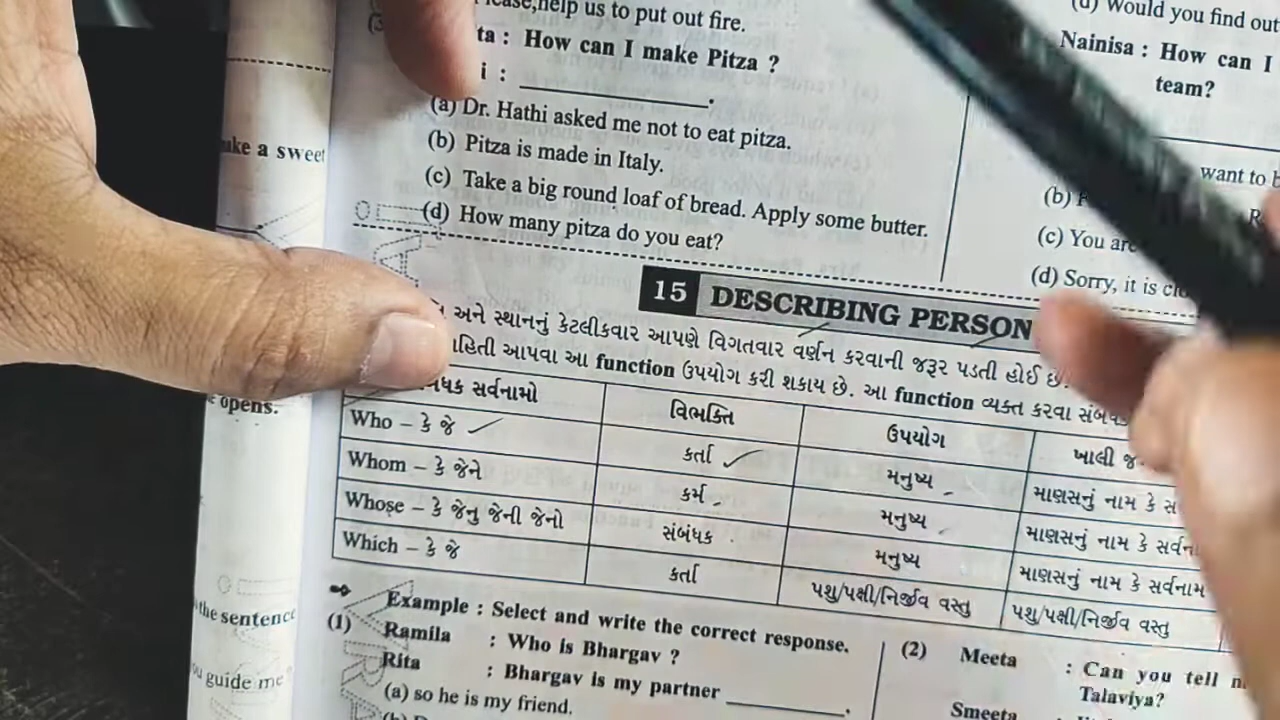 help us to put out fire.
ta : How can I make Pitza ?
i : ____________.
(a) Dr. Hathi asked me not to eat pitza.
(b) Pitza is made in Italy.
(c) Take a big round loaf of bread. Apply some butter.
(d) How many pitza do you eat?
Would you find out
Nainisa : How can I
team?
want to
(b)
(c) You are
(d) Sorry, it is
ake a sweet
opens.
the sentence
guide me
15 DESCRIBING PERSON
અને સ્થાનનું કેટલીકવાર આપણે વિગતવાર વર્ણન કરવાની જરૂર પડતી હોઈ છે.
આપવા આ function ઉપયોગ કરી શકાય છે. આ function વ્યક્ત કરવા
સર્વનામો વિભક્તિ ઉપયોગ ખાલી
Who – કે જે કર્તા મનુષ્ય માણસનું નામ કે
Whom – કે જેને કર્મ મનુષ્ય માણસનું નામ કે
Whose – કે જેનુ જેની જેનો સંબંધક મનુષ્ય માણસનું નામ કે સર્વનામ
Which – કે જે કર્તા પશુ/પક્ષી/નિર્જીવ વસ્તુ પશુ/પક્ષી/નિર્જીવ વસ્તુ
Example : Select and write the correct response.
(1) Ramila : Who is Bhargav ?
Rita : Bhargav is my partner ____________.
(a) so he is my friend.
(2) Meeta : Can you tell
Talaviya?
Smeeta :